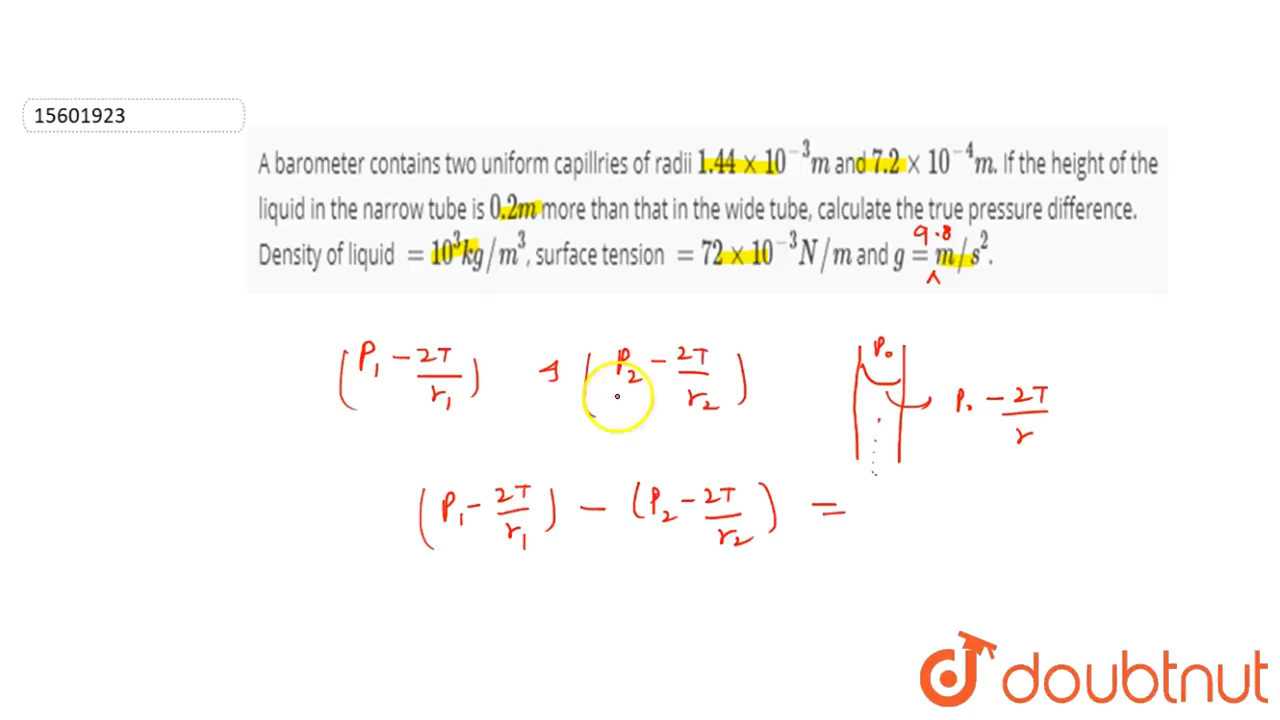 15601923
A barometer contains two uniform capillries of radii 1.44 × 10⁻³m and 7.2 × 10⁻⁴m. If the height of the
liquid in the narrow tube is 0.2m more than that in the wide tube, calculate the true pressure difference.
9.8
Density of liquid = 10³kg/m³, surface tension = 72 × 10⁻³N/m and g = m/s².
(P₁ - 2T/r₁) & (P₂ - 2T/r₂)
P₀
P₀ - 2T/r
(P₁ - 2T/r₁) - (P₂ - 2T/r₂) =
doubtnut